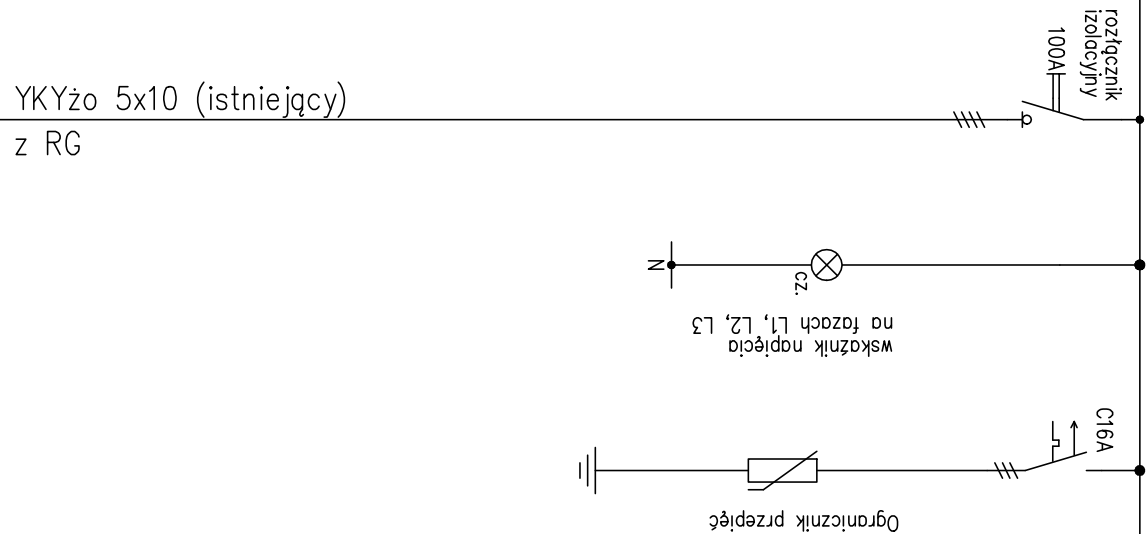 rozłącznik
izolacyjny
100A
YKYżo 5x10 (istniejący)
z RG
N
cz.
wskaźnik napięcia
na fazach L1, L2, L3
C16A
Ogranicznik przepięć